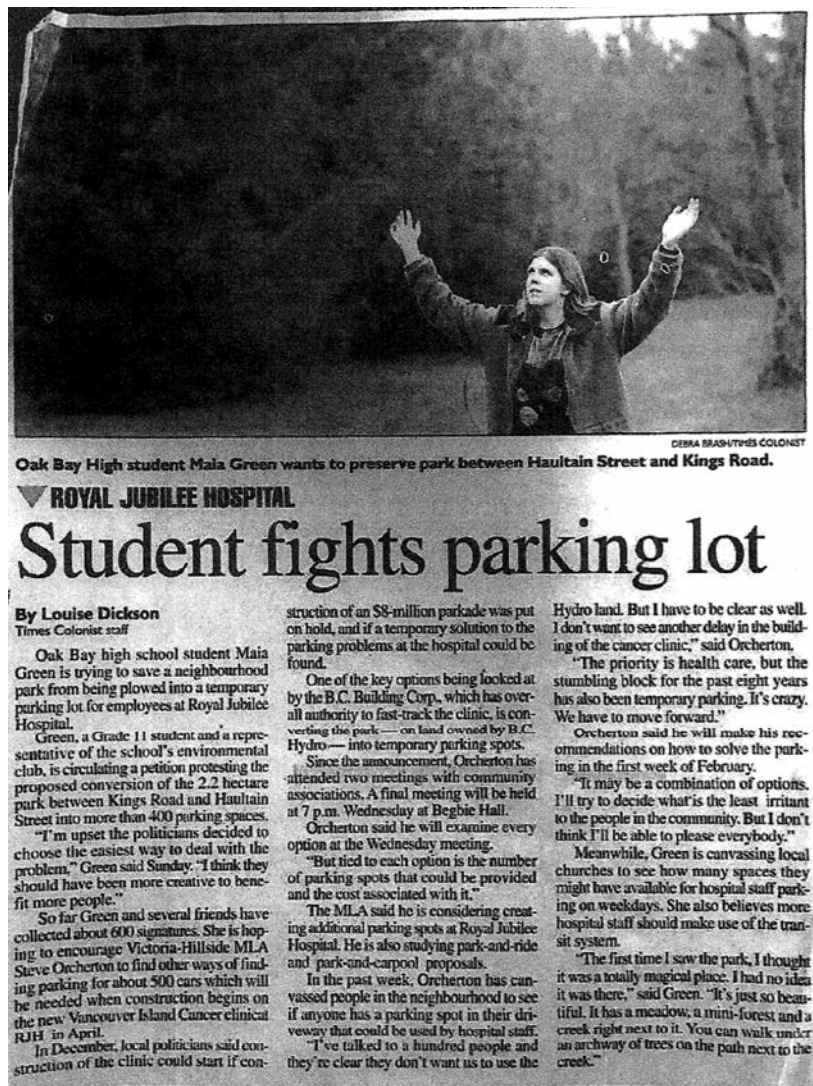 DEBRA BRASH/TIMES COLONIST
Oak Bay High student Maia Green wants to preserve park between Haultain Street and Kings Road.
ROYAL JUBILEE HOSPITAL
Student fights parking lot
By Louise Dickson
Times Colonist staff
Oak Bay high school student Maia
Green is trying to save a neighbourhood
park from being plowed into a temporary
parking lot for employees at Royal Jubilee
Hospital.
Green, a Grade 11 student and a repre-
sentative of the school's environmental
club, is circulating a petition protesting the
proposed conversion of the 2.2 hectare
park between Kings Road and Haultain
Street into more than 400 parking spaces.
"I'm upset the politicians decided to
choose the easiest way to deal with the
problem," Green said Sunday. "I think they
should have been more creative to bene-
fit more people."
So far Green and several friends have
collected about 600 signatures. She is hop-
ing to encourage Victoria-Hillside MLA
Steve Orcherton to find other ways of find-
ing parking for about 500 cars which will
be needed when construction begins on
the new Vancouver Island Cancer clinic at
RJH in April.
In December, local politicians said con-
struction of the clinic could start if con-
struction of an $8-million parkade was put
on hold, and if a temporary solution to the
parking problems at the hospital could be
found.
One of the key options being looked at
by the B.C. Building Corp., which has over-
all authority to fast-track the clinic, is con-
verting the park — on land owned by B.C.
Hydro — into temporary parking spots.
Since the announcement, Orcherton has
attended two meetings with community
associations. A final meeting will be held
at 7 p.m. Wednesday at Begbie Hall.
Orcherton said he will examine every
option at the Wednesday meeting.
"But tied to each option is the number
of parking spots that could be provided
and the cost associated with it."
The MLA said he is considering creat-
ing additional parking spots at Royal Jubilee
Hospital. He is also studying park-and-ride
and park-and-carpool proposals.
In the past week, Orcherton has can-
vassed people in the neighbourhood to see
if anyone has a parking spot in their dri-
veway that could be used by hospital staff.
"I've talked to a hundred people and
they're clear they don't want us to use the
Hydro land. But I have to be clear as well.
I don't want to see another delay in the build-
ing of the cancer clinic," said Orcherton.
"The priority is health care, but the
stumbling block for the past eight years
has also been temporary parking. It's crazy.
We have to move forward."
Orcherton said he will make his rec-
ommendations on how to solve the park-
ing in the first week of February.
"It may be a combination of options.
I'll try to decide what is the least irritant
to the people in the community. But I don't
think I'll be able to please everybody."
Meanwhile, Green is canvassing local
churches to see how many spaces they
might have available for hospital staff park-
ing on weekdays. She also believes more
hospital staff should make use of the tran-
sit system.
"The first time I saw the park, I thought
it was a totally magical place. I had no idea
it was there," said Green. "It's just so beau-
tiful. It has a meadow, a mini-forest and a
creek right next to it. You can walk under
an archway of trees on the path next to the
creek."